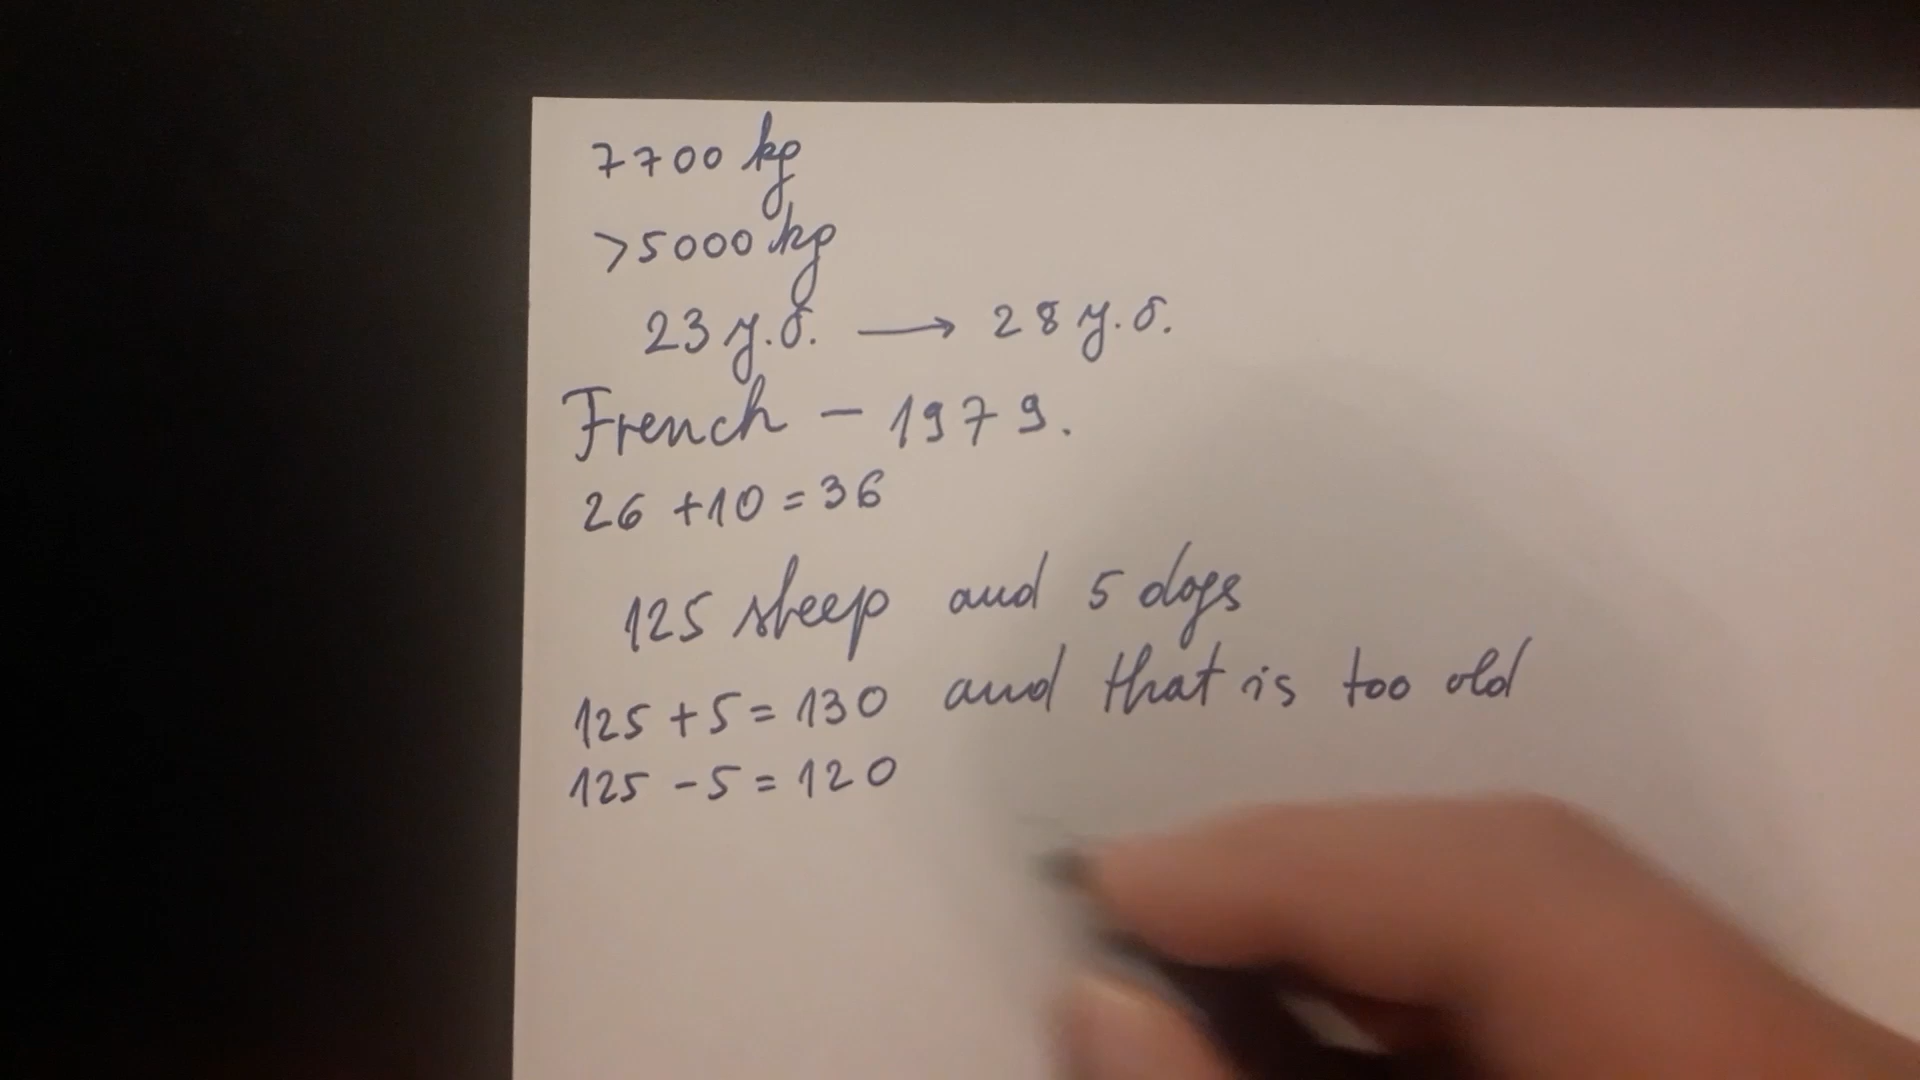 7700 kg
>5000 kg
23 y.o. → 28 y.o.
French - 1979.
26 + 10 = 36
125 sheep and 5 dogs
125 + 5 = 130 and that is too old
125 - 5 = 120